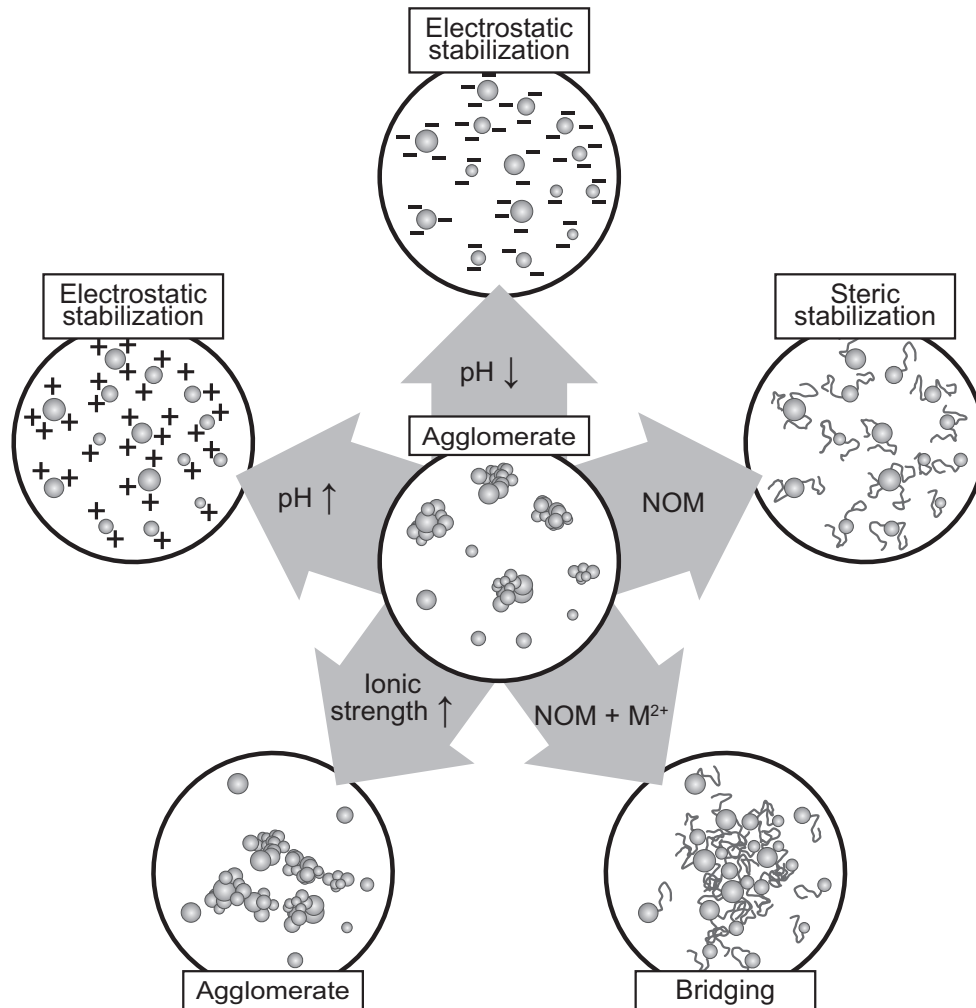 Electrostatic
stabilization
Electrostatic
stabilization
Steric
stabilization
pH ↓
Agglomerate
pH ↑
NOM
Ionic
strength ↑
NOM + M²⁺
Agglomerate
Bridging